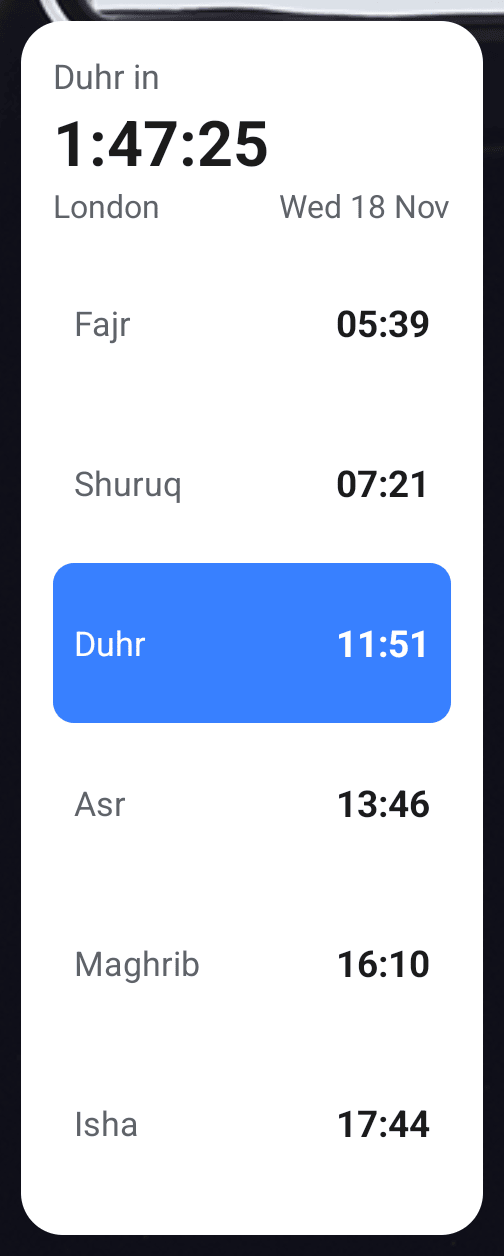 Duhr in
1:47:25
London Wed 18 Nov
Fajr 05:39
Shuruq 07:21
Duhr 11:51
Asr 13:46
Maghrib 16:10
Isha 17:44